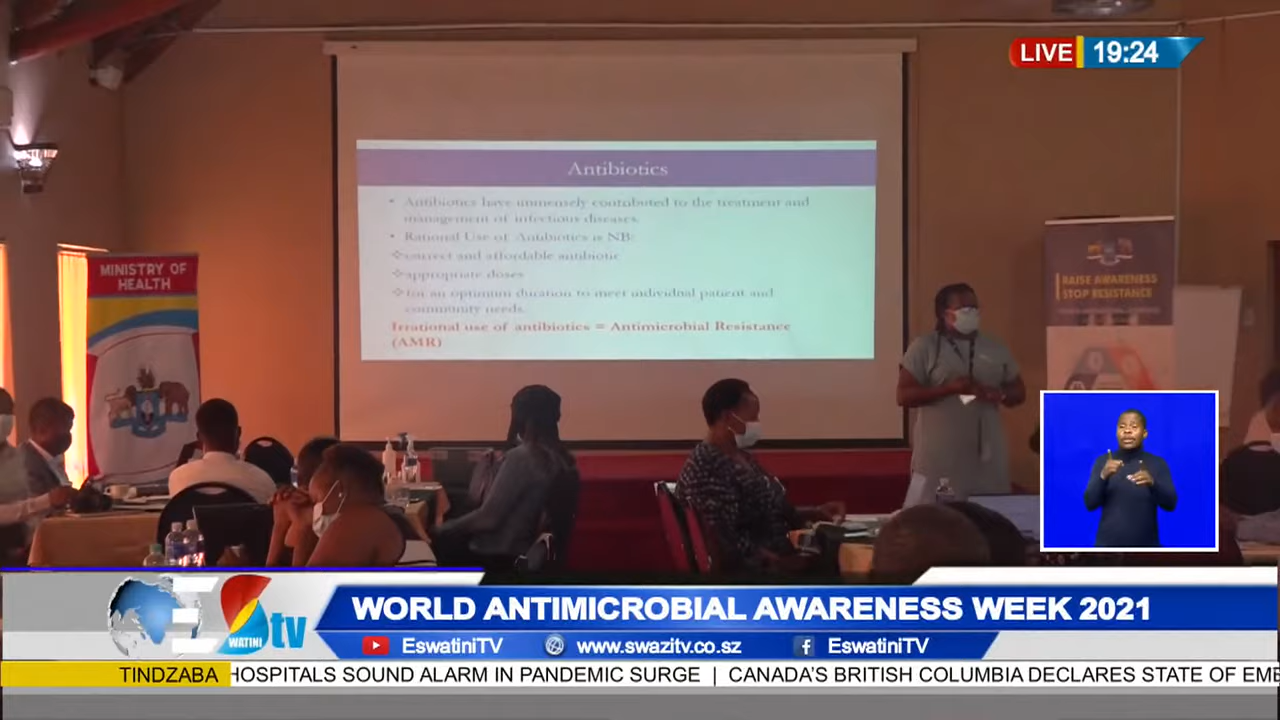 LIVE 19:24
Antibiotics
• Antibiotics have immensely contributed to the treatment and
management of infectious diseases.
• Rational Use of Antibiotics is NB:
❖correct and affordable antibiotic
❖appropriate doses
❖for an optimum duration to meet individual patient and
community needs.
Irrational use of antibiotics = Antimicrobial Resistance
(AMR)
MINISTRY OF
HEALTH
RAISE AWARENESS
STOP RESISTANCE
E
WATINI
tv
WORLD ANTIMICROBIAL AWARENESS WEEK 2021
EswatiniTV www.swazitv.co.sz EswatiniTV
TINDZABA HOSPITALS SOUND ALARM IN PANDEMIC SURGE | CANADA'S BRITISH COLUMBIA DECLARES STATE OF EME